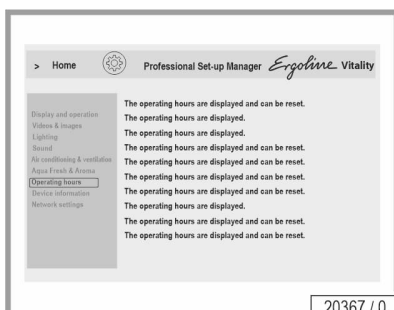 > Home Professional Set-up Manager Ergoline Vitality
Display and operation
Videos & images
Lighting
Sound
Air conditioning & ventilation
Aqua Fresh & Aroma
Operating hours
Device information
Network settings
The operating hours are displayed and can be reset.
The operating hours are displayed.
The operating hours are displayed.
The operating hours are displayed and can be reset.
The operating hours are displayed and can be reset.
The operating hours are displayed and can be reset.
The operating hours are displayed and can be reset.
The operating hours are displayed.
The operating hours are displayed and can be reset.
The operating hours are displayed and can be reset.
20367 / 0